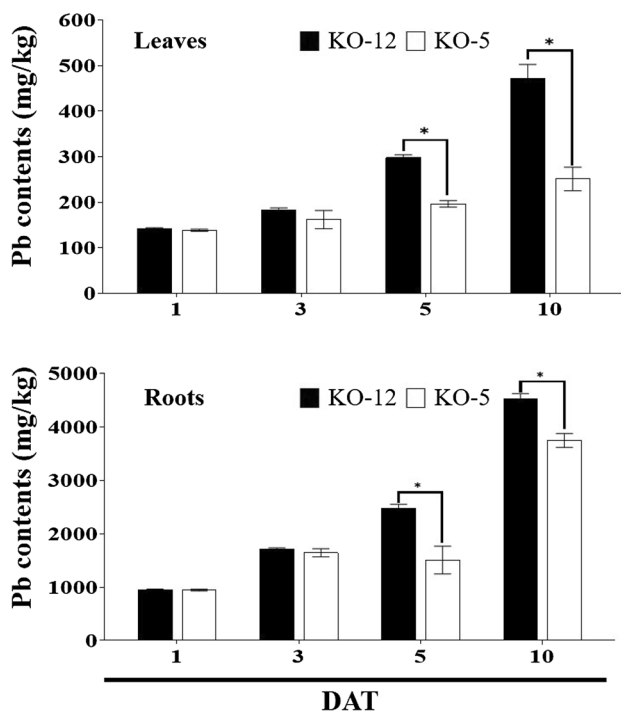 Leaves
KO-12 KO-5
Pb contents (mg/kg)
600
500
400
300
200
100
0
*
*
1 3 5 10
Roots
KO-12 KO-5
Pb contents (mg/kg)
5000
4000
3000
2000
1000
0
*
*
1 3 5 10
DAT